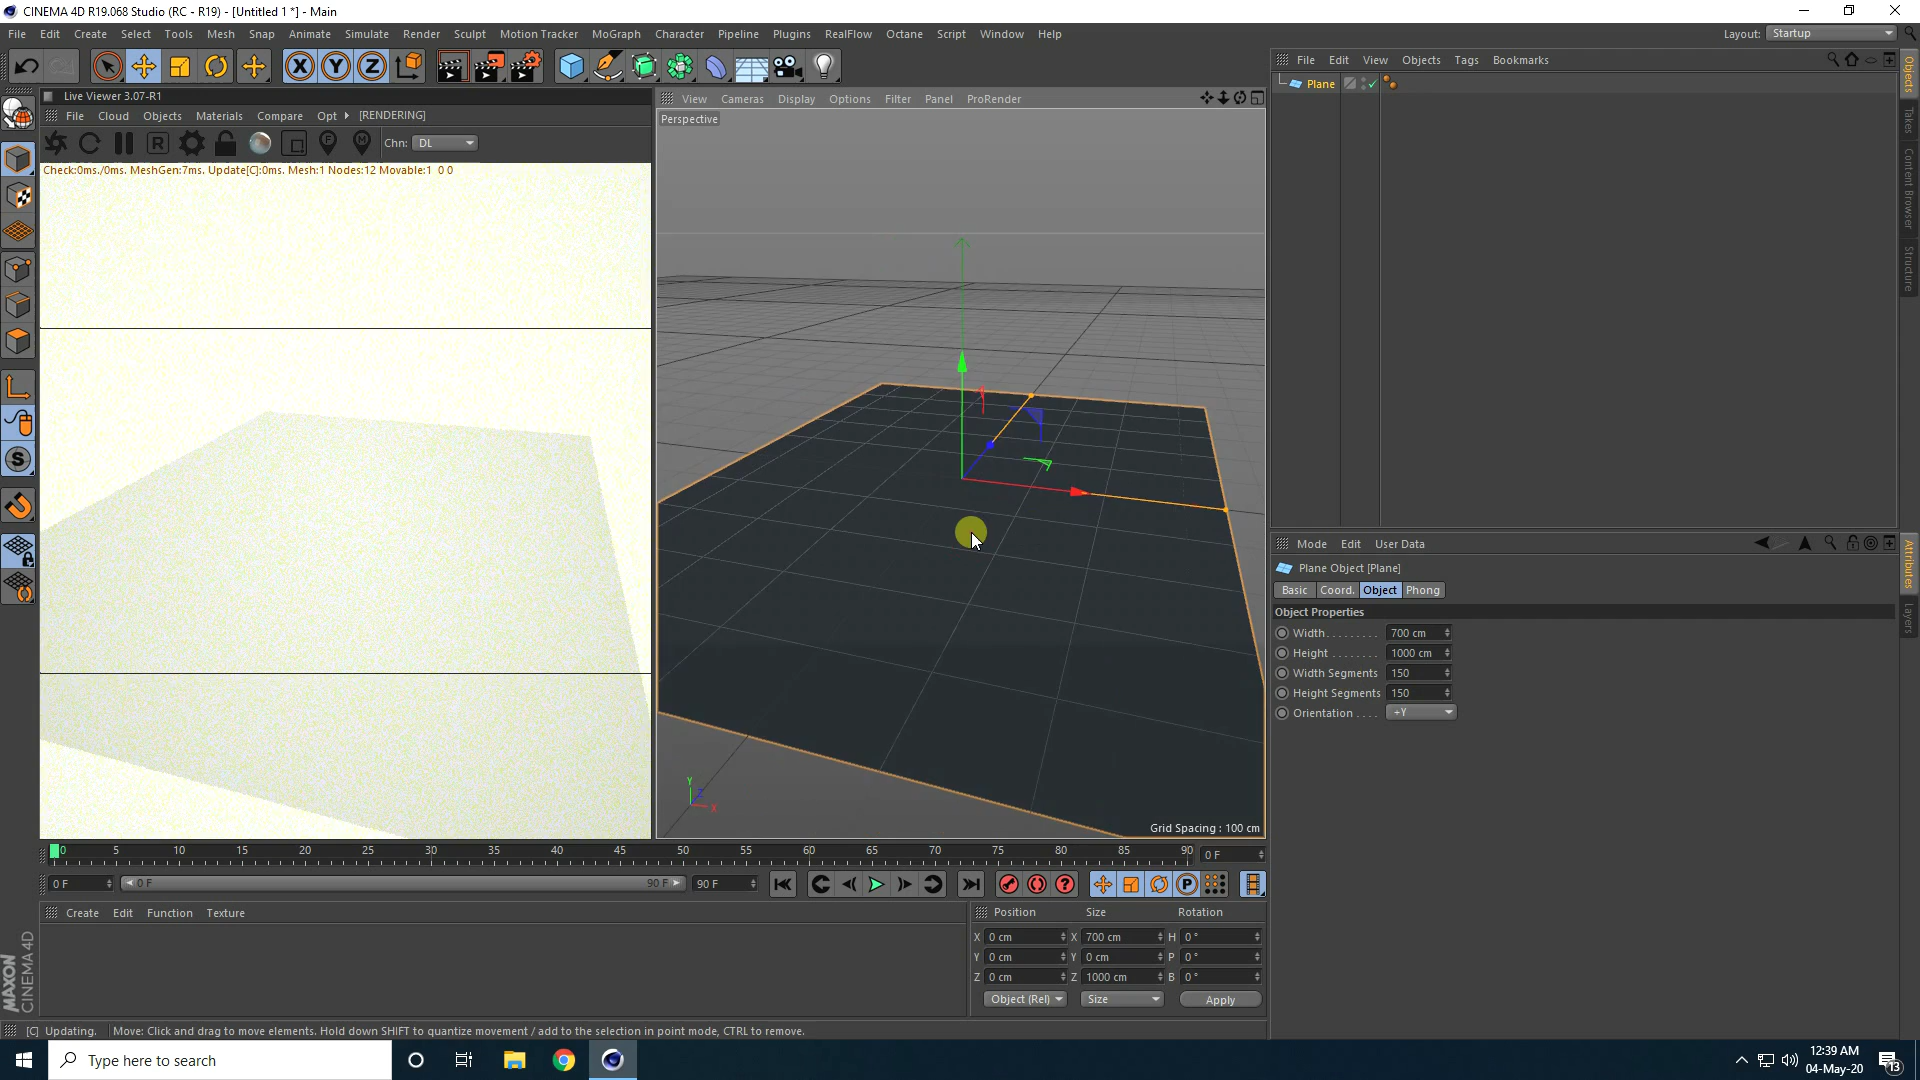 CINEMA 4D R19.068 Studio (RC - R19) - [Untitled 1 *] - Main
File Edit Create Select Tools Mesh Snap Animate Simulate Render Sculpt Motion Tracker MoGraph Character Pipeline Plugins RealFlow Octane Script Window Help
Layout: Startup
Live Viewer 3.07-R1
File Cloud Objects Materials Compare Opt [RENDERING]
Chn: DL
Check:0ms./0ms. MeshGen:7ms. Update[C]:0ms. Mesh:1 Nodes:12 Movable:1 0 0
View Cameras Display Options Filter Panel ProRender
Perspective
Y
Z
X
Grid Spacing : 100 cm
File Edit View Objects Tags Bookmarks
Plane
Objects
Takes
Content Browser
Structure
Mode Edit User Data
Plane Object [Plane]
Basic Coord. Object Phong
Object Properties
Width........ 700 cm
Height ........ 1000 cm
Width Segments 150
Height Segments 150
Orientation .... +Y
Attributes
Layers
0 5 10 15 20 25 30 35 40 45 50 55 60 65 70 75 80 85 90
0 F
0 F 0 F 90 F 90 F
Create Edit Function Texture
Position Size Rotation
X 0 cm X 700 cm H 0 °
Y 0 cm Y 0 cm P 0 °
Z 0 cm Z 1000 cm B 0 °
Object (Rel) Size Apply
MAXON
CINEMA 4D
[C] Updating. Move: Click and drag to move elements. Hold down SHIFT to quantize movement / add to the selection in point mode, CTRL to remove.
Type here to search
12:39 AM
04-May-20
13